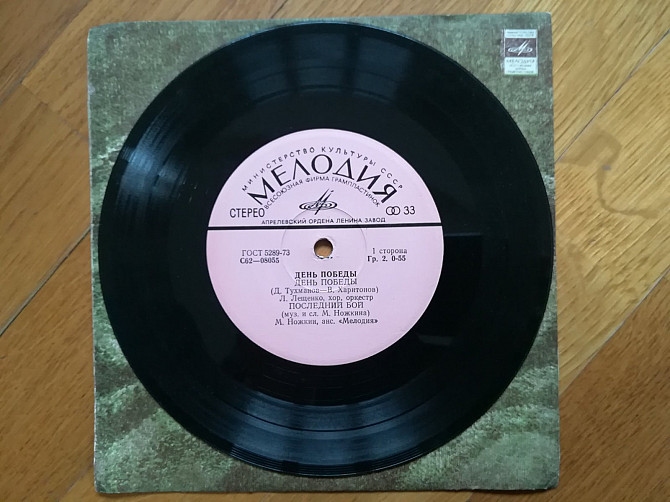 МИНИСТЕРСТВО КУЛЬТУРЫ СССР
МЕЛОДИЯ
ВСЕСОЮЗНАЯ ФИРМА ГРАМПЛАСТИНОК
СТЕРЕО
33
АПРЕЛЕВСКИЙ ОРДЕНА ЛЕНИНА ЗАВОД
ГОСТ 5289-73
1 сторона
С62—08055
Гр. 2. 0-55
ДЕНЬ ПОБЕДЫ
ДЕНЬ ПОБЕДЫ
(Д. Тухманов—В. Харитонов)
Л. Лещенко, хор, оркестр
ПОСЛЕДНИЙ БОЙ
(муз. и сл. М. Ножкина)
М. Ножкин, анс. «Мелодия»